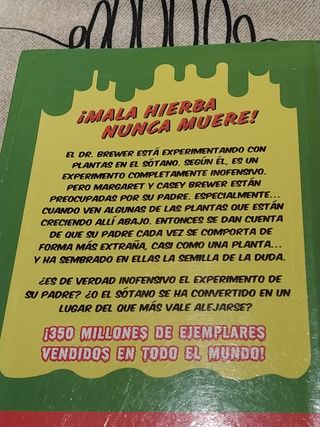 ¡MALA HIERBA
NUNCA MUERE!
EL DR. BREWER ESTÁ EXPERIMENTANDO CON
PLANTAS EN EL SÓTANO. SEGÚN ÉL, ES UN
EXPERIMENTO COMPLETAMENTE INOFENSIVO.
PERO MARGARET Y CASEY BREWER ESTÁN
PREOCUPADAS POR SU PADRE. ESPECIALMENTE...
CUANDO VEN ALGUNAS DE LAS PLANTAS QUE ESTÁN
CRECIENDO ALLÍ ABAJO. ENTONCES SE DAN CUENTA
DE QUE SU PADRE CADA VEZ SE COMPORTA DE
FORMA MÁS EXTRAÑA, CASI COMO UNA PLANTA...
Y HA SEMBRADO EN ELLAS LA SEMILLA DE LA DUDA.
¿ES DE VERDAD INOFENSIVO EL EXPERIMENTO DE
SU PADRE? ¿O EL SÓTANO SE HA CONVERTIDO EN UN
LUGAR DEL QUE MÁS VALE ALEJARSE?
¡350 MILLONES DE EJEMPLARES
VENDIDOS EN TODO EL MUNDO!